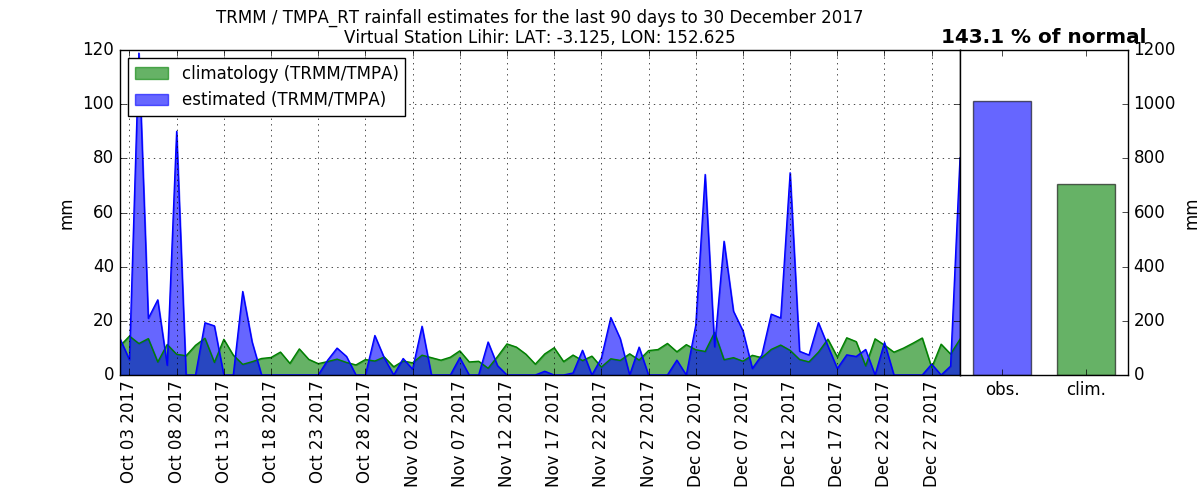 TRMM / TMPA_RT rainfall estimates for the last 90 days to 30 December 2017
Virtual Station Lihir: LAT: -3.125, LON: 152.625
143.1 % of normal
climatology (TRMM/TMPA)
estimated (TRMM/TMPA)
120
100
80
60
40
20
0
mm
Oct 03 2017
Oct 08 2017
Oct 13 2017
Oct 18 2017
Oct 23 2017
Oct 28 2017
Nov 02 2017
Nov 07 2017
Nov 12 2017
Nov 17 2017
Nov 22 2017
Nov 27 2017
Dec 02 2017
Dec 07 2017
Dec 12 2017
Dec 17 2017
Dec 22 2017
Dec 27 2017
1200
1000
800
600
400
200
0
mm
obs.
clim.